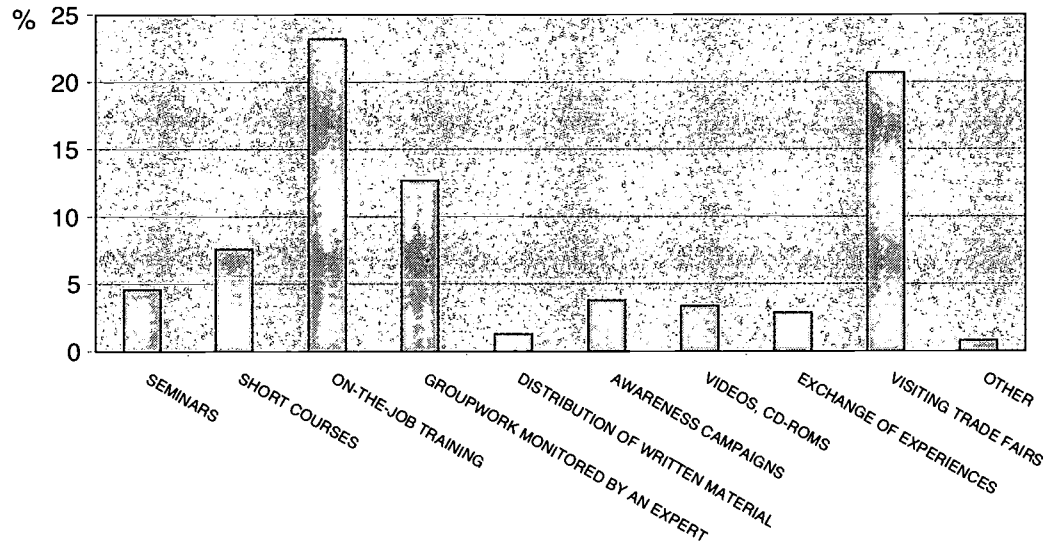 %
25
20
15
10
5
0
SEMINARS
SHORT COURSES
ON-THE-JOB TRAINING
GROUPWORK MONITORED BY AN EXPERT
DISTRIBUTION OF WRITTEN MATERIAL
AWARENESS CAMPAIGNS
VIDEOS, CD-ROMS
EXCHANGE OF EXPERIENCES
VISITING TRADE FAIRS
OTHER